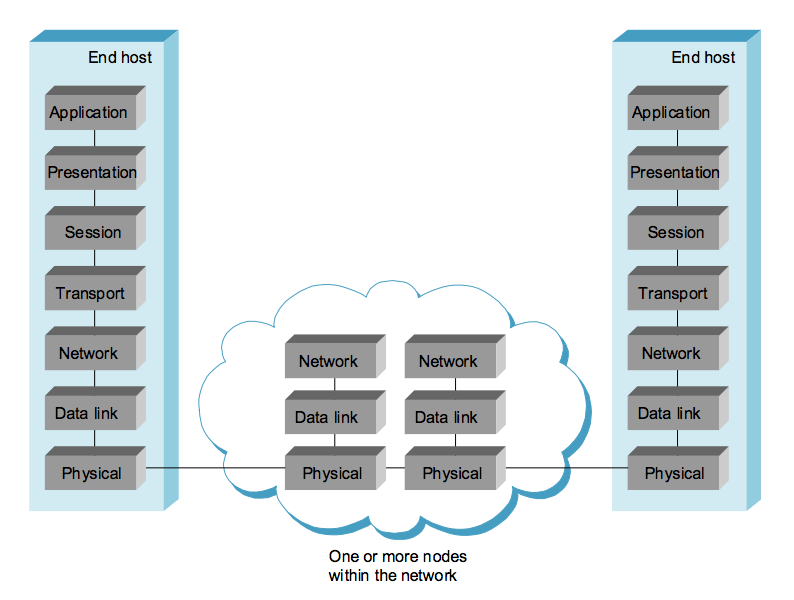 End host
Application
Presentation
Session
Transport
Network
Data link
Physical
Network
Data link
Physical
Network
Data link
Physical
One or more nodes
within the network
End host
Application
Presentation
Session
Transport
Network
Data link
Physical